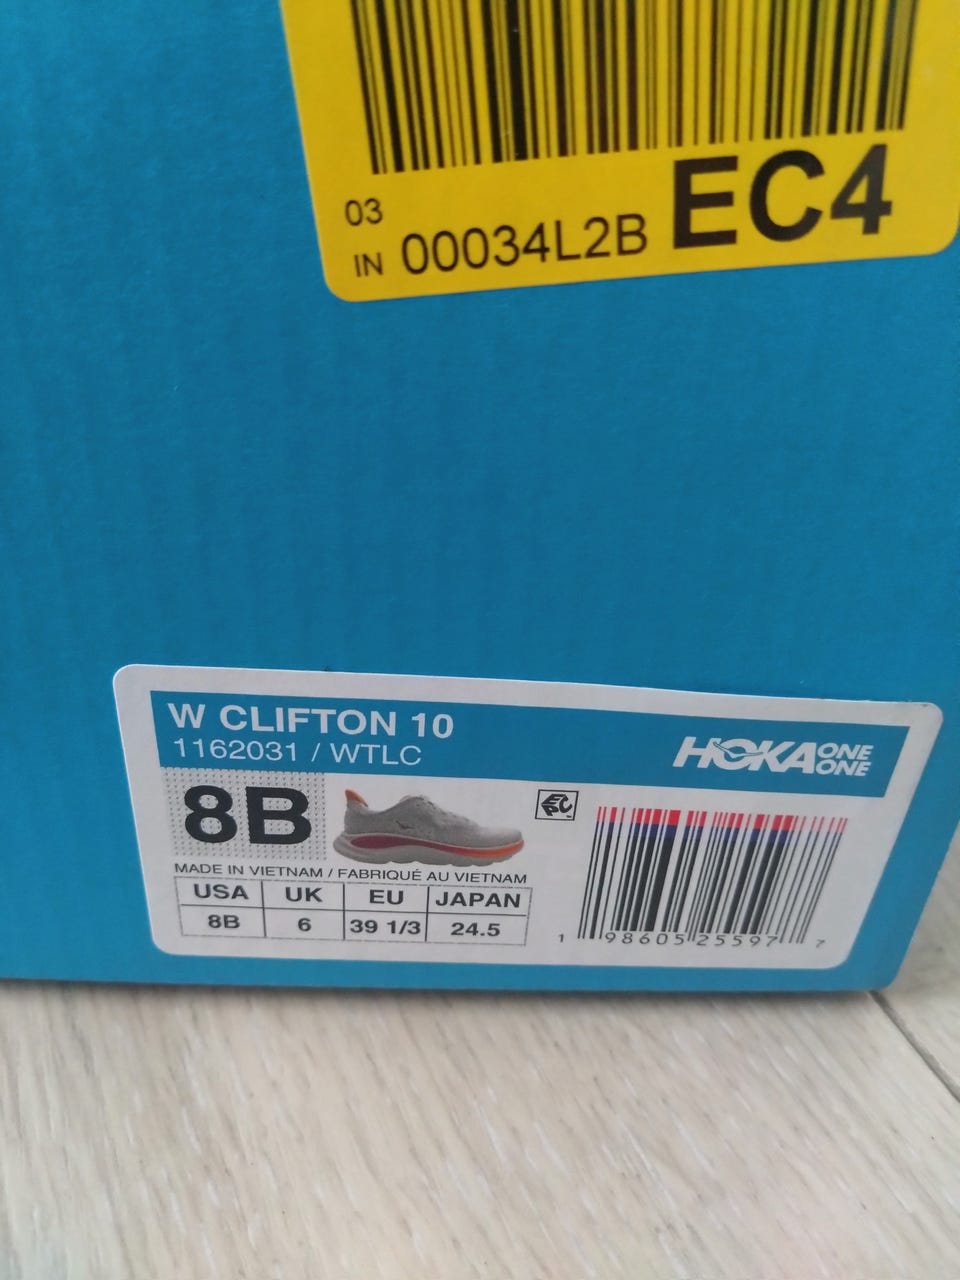 03
IN 00034L2B EC4
W CLIFTON 10
1162031 / WTLC
HOKA ONE ONE
8B
EPC
MADE IN VIETNAM / FABRIQUÉ AU VIETNAM
USA UK EU JAPAN
8B 6 39 1/3 24.5
1 98605 25597 7